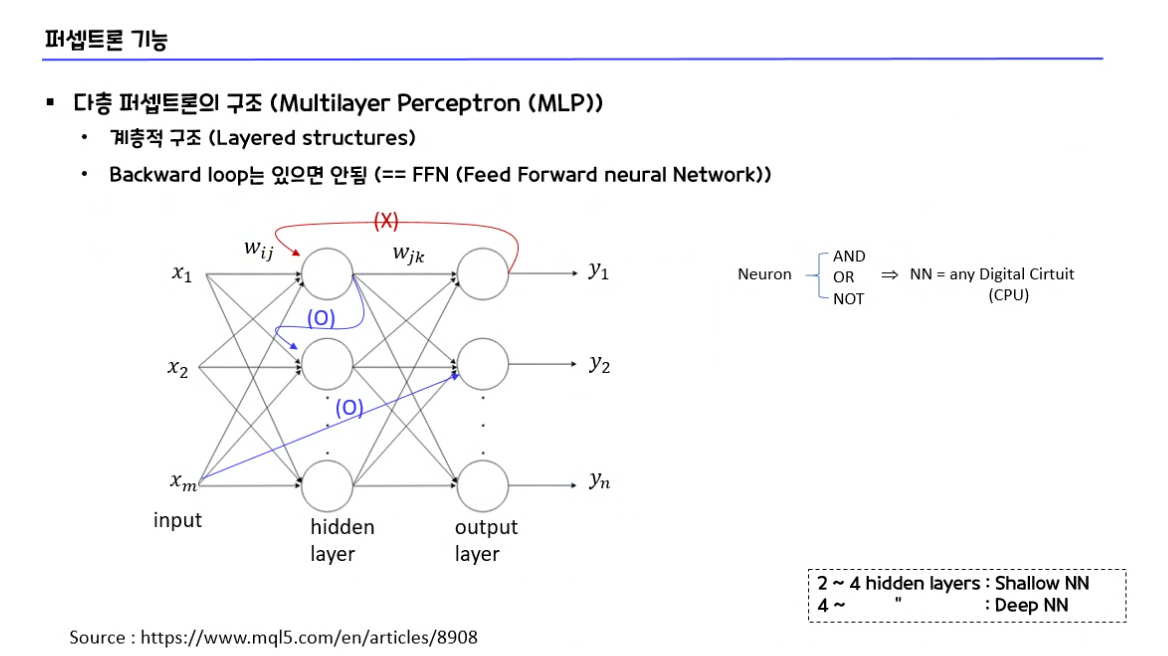 퍼셉트론 기능
▪ 다층 퍼셉트론의 구조 (Multilayer Perceptron (MLP))
• 계층적 구조 (Layered structures)
• Backward loop는 있으면 안됨 (== FFN (Feed Forward neural Network))
(X)
w_ij
w_jk
x_1
y_1
(O)
x_2
y_2
(O)
x_m
y_n
input
hidden
layer
output
layer
Neuron
AND
OR
NOT
⇒ NN = any Digital Cirtuit
(CPU)
2 ~ 4 hidden layers : Shallow NN
4 ~ " : Deep NN
Source : https://www.mql5.com/en/articles/8908